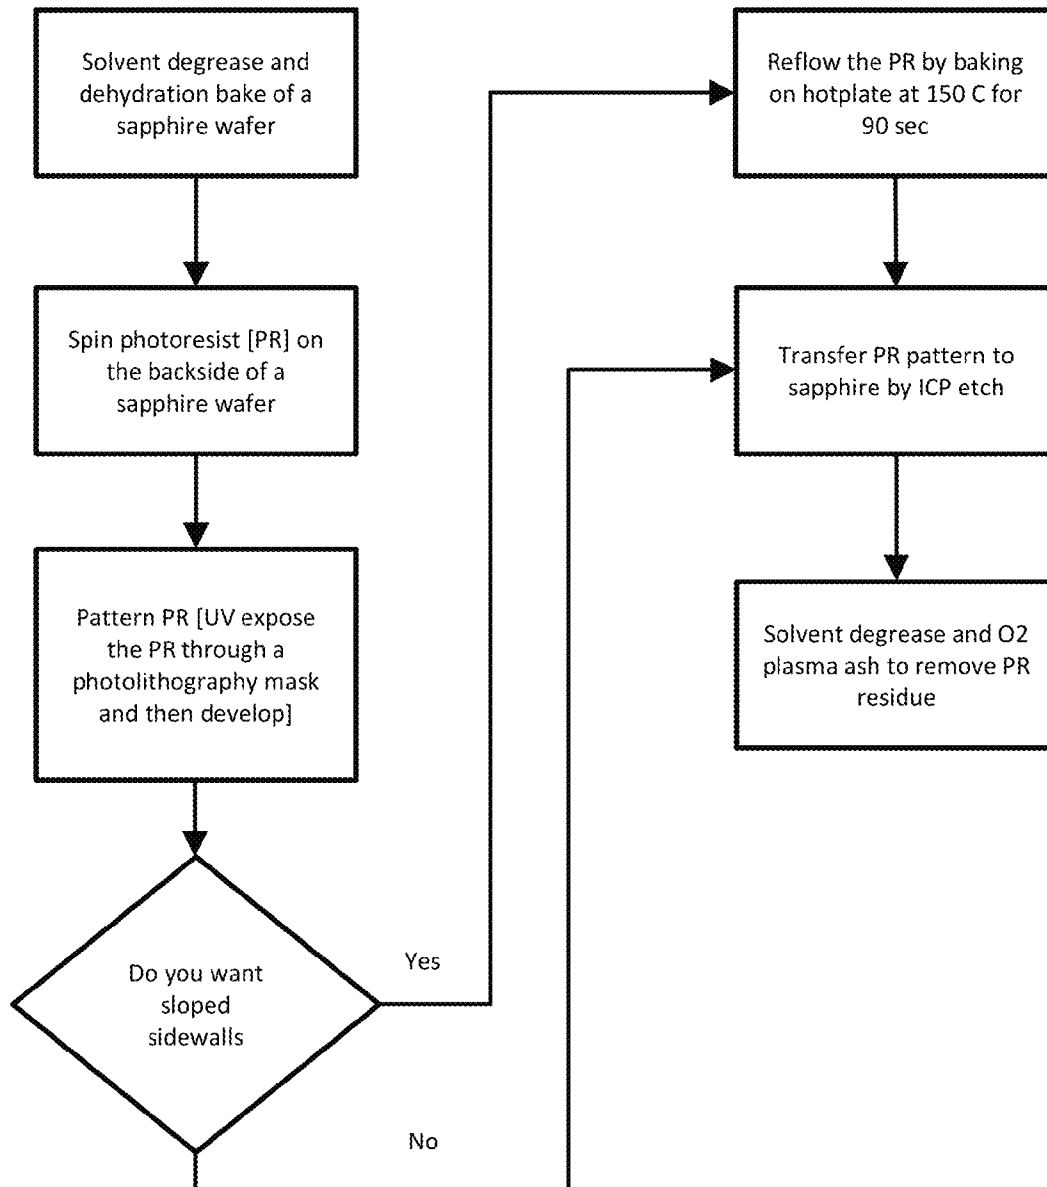 Solvent degrease and
dehydration bake of a
sapphire wafer
Spin photoresist [PR] on
the backside of a
sapphire wafer
Pattern PR [UV expose
the PR through a
photolithography mask
and then develop]
Do you want
sloped
sidewalls
Yes
No
Reflow the PR by baking
on hotplate at 150 C for
90 sec
Transfer PR pattern to
sapphire by ICP etch
Solvent degrease and O2
plasma ash to remove PR
residue